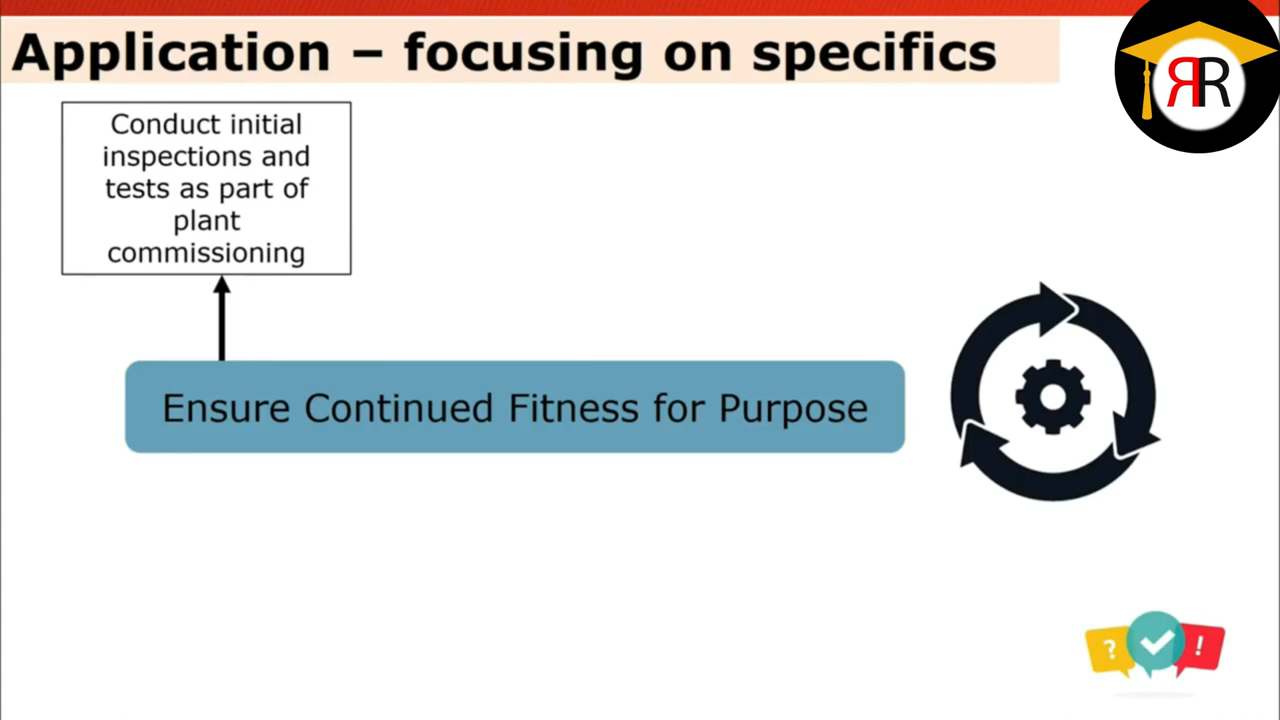 Application – focusing on specifics
ЯR
Conduct initial
inspections and
tests as part of
plant
commissioning
Ensure Continued Fitness for Purpose
? !